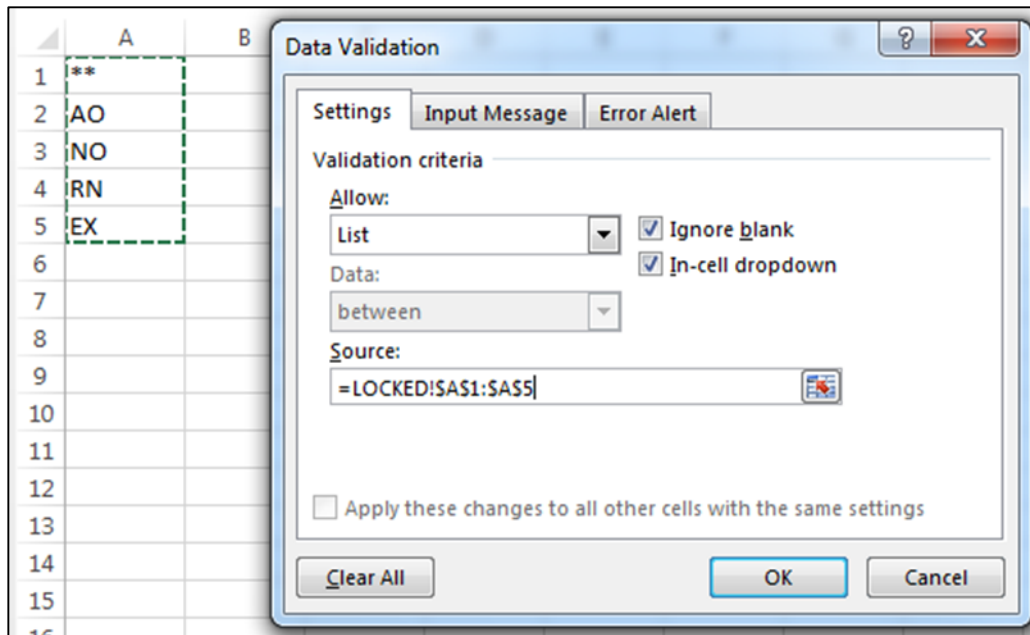 A B
Data Validation
1 **
2 AO
3 NO
4 RN
5 EX
6
7
8
9
10
11
12
13
14
15
Settings Input Message Error Alert
Validation criteria
Allow:
List
Ignore blank
In-cell dropdown
Data:
between
Source:
=LOCKED!$A$1:$A$5
Apply these changes to all other cells with the same settings
Clear All OK Cancel